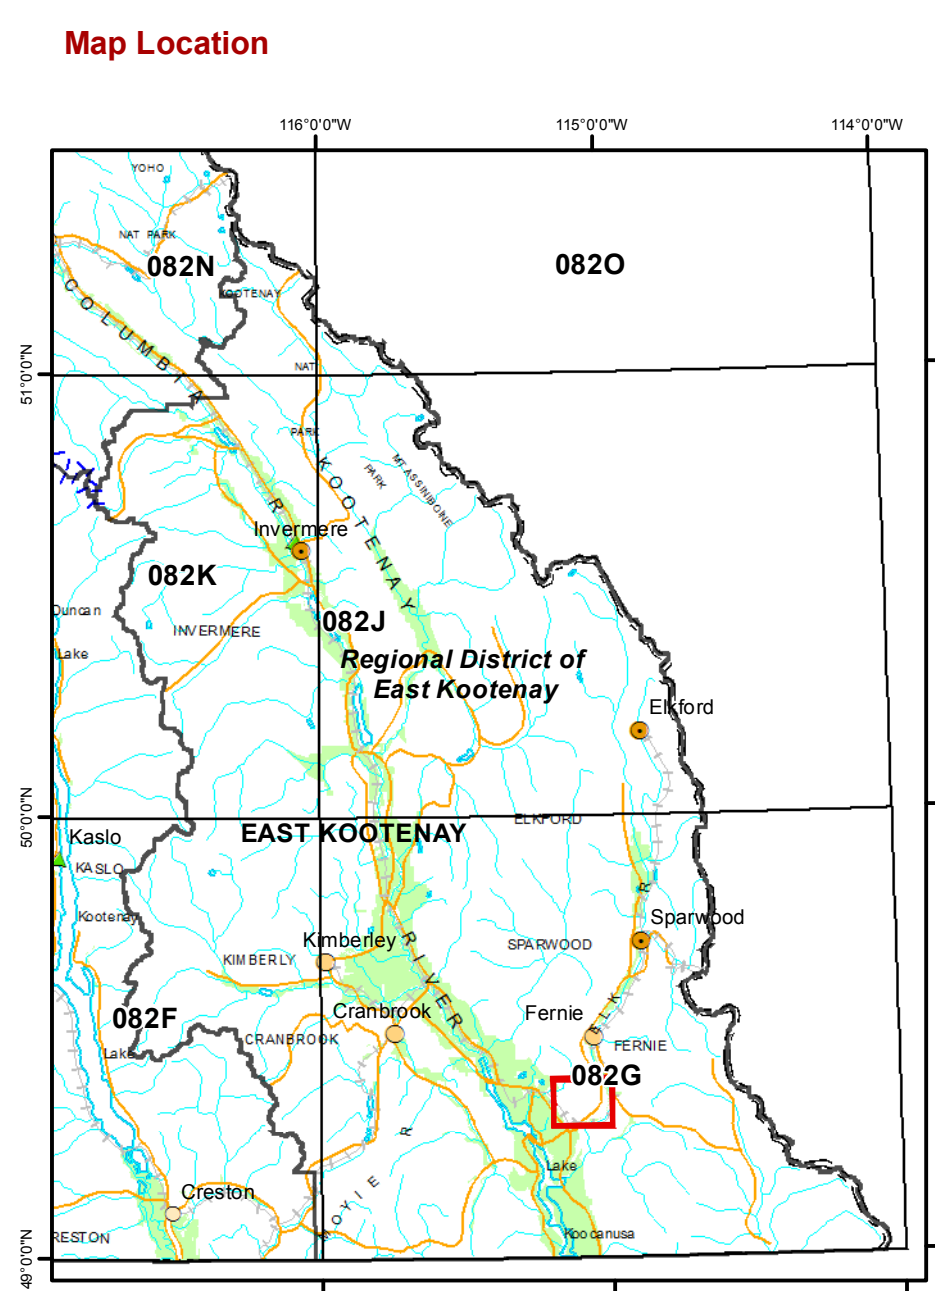 Map Location
116°0'0"W
115°0'0"W
114°0'0"W
YOHO
NAT PARK
082N
082O
KOOTENAY
COLUMBIA
NAT
51°0'0"N
PARK
KOOTENAY
PARK
MT ASSINIBOINE
R
Invermere
082K
Duncan
082J
INVERMERE
Lake
Regional District of
East Kootenay
Elkford
50°0'0"N
ELKFORD
EAST KOOTENAY
Kaslo
KASLO
R
Kootenay
Sparwood
Kimberley
SPARWOOD
KIMBERLY
RIVER
ELK
082F
Cranbrook
Fernie
CRANBROOK
FERNIE
Lake
082G
R
Lake
MOYIE
Creston
RESTON
Koocanusa
49°0'0"N